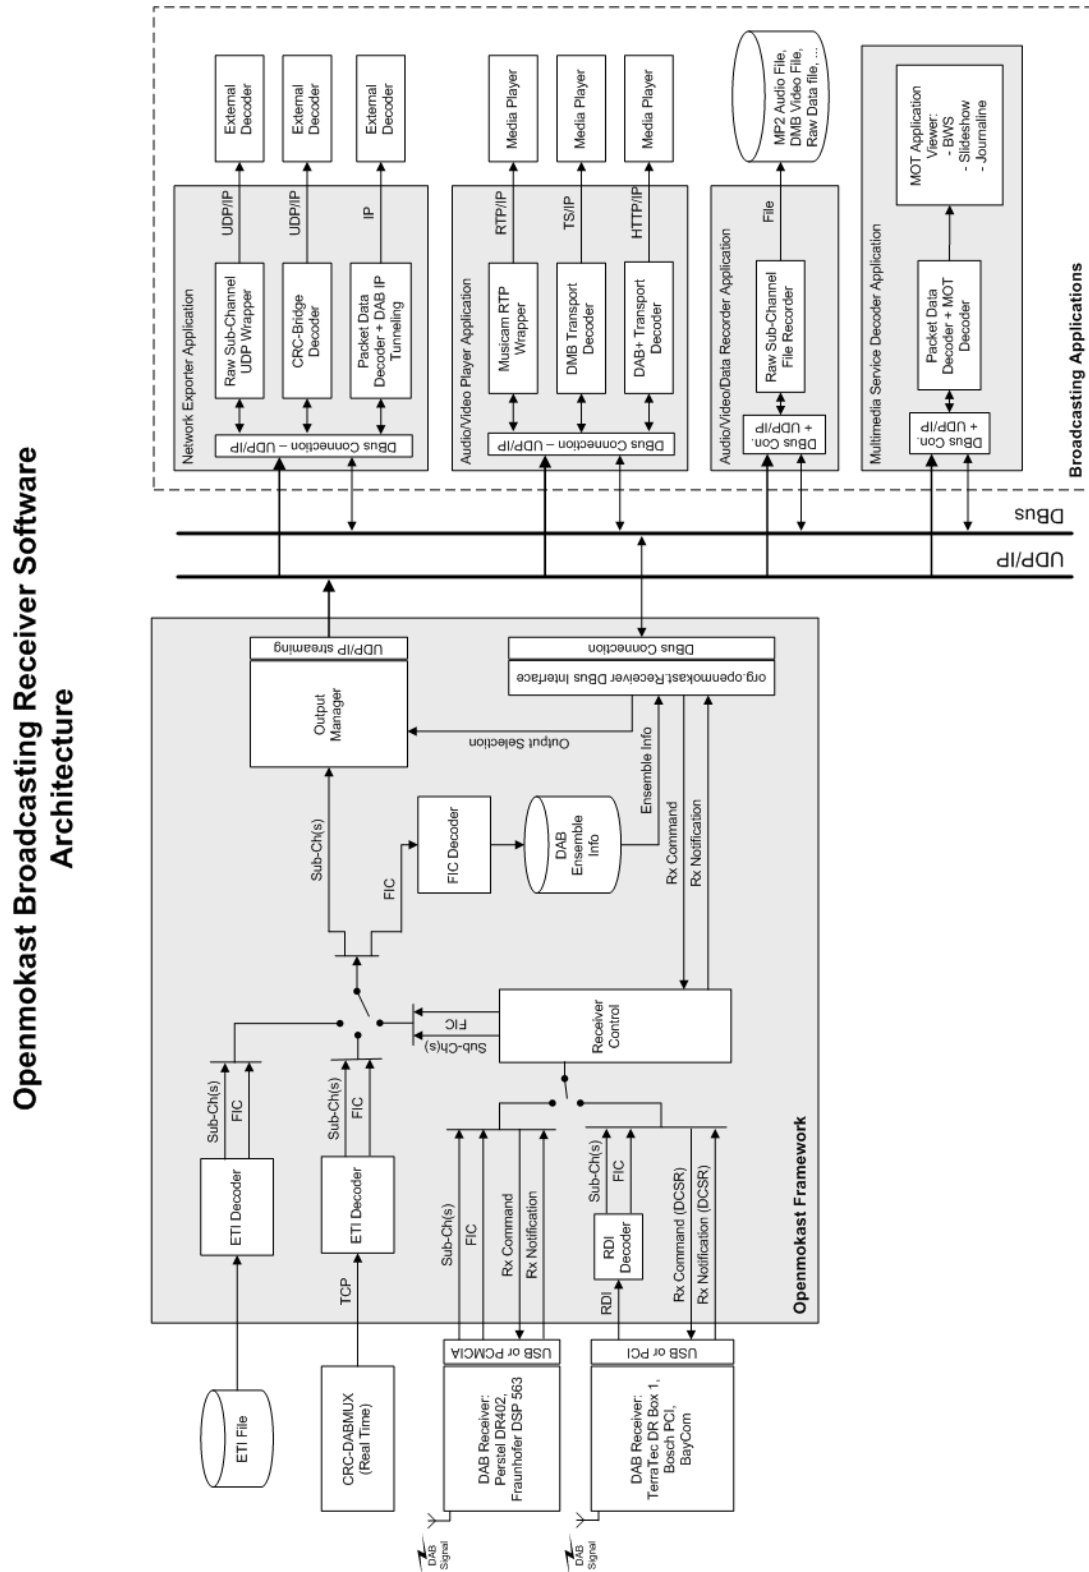 Openmokast Broadcasting Receiver Software
Architecture
ETI File
CRC-DABMUX
(Real Time)
DAB
Signal
DAB Receiver:
Perstel DR402,
Fraunhofer DSP 563
USB or PCMCIA
DAB
Signal
DAB Receiver:
TerraTec DR Box 1,
Bosch PCI,
BayCom
USB or PCI
TCP
ETI Decoder
Sub-Ch(s)
FIC
ETI Decoder
Sub-Ch(s)
FIC
Sub-Ch(s)
FIC
Rx Command
Rx Notification
RDI
RDI
Decoder
Sub-Ch(s)
FIC
Rx Command (DCSR)
Rx Notification (DCSR)
Receiver
Control
Sub-Ch(s)
FIC
Sub-Ch(s)
FIC
FIC Decoder
DAB
Ensemble
Info
Output
Manager
UDP/IP streaming
Output Selection
Ensemble Info
Rx Command
Rx Notification
org.openmokast.Receiver DBus Interface
DBus Connection
Openmokast Framework
UDP/IP
DBus
Network Exporter Application
DBus Connection – UDP/IP
Raw Sub-Channel
UDP Wrapper
UDP/IP
External
Decoder
CRC-Bridge
Decoder
UDP/IP
External
Decoder
Packet Data
Decoder + DAB IP
Tunneling
IP
External
Decoder
Audio/Video Player Application
DBus Connection – UDP/IP
Musicam RTP
Wrapper
RTP/IP
Media Player
DMB Transport
Decoder
TS/IP
Media Player
DAB+ Transport
Decoder
HTTP/IP
Media Player
Audio/Video/Data Recorder Application
DBus Con.
+ UDP/IP
Raw Sub-Channel
File Recorder
File
MP2 Audio File,
DMB Video File,
Raw Data file, ...
Multimedia Service Decoder Application
DBus Con.
+ UDP/IP
Packet Data
Decoder + MOT
Decoder
MOT Application
Viewer:
- BWS
- Slideshow
- Journaline
Broadcasting Applications